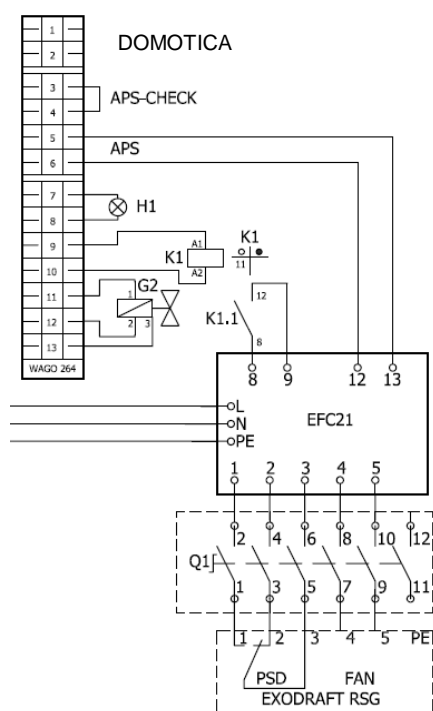 DOMOTICA
1
2
3
4
APS-CHECK
5
APS
6
7
8
H1
9
A1
K1
K1
11
10
A2
11
G2
1
12
12
2 3
K1.1
13
8
WAGO 264
8 9 12 13
L
N
PE
EFC21
1 2 3 4 5
2 4 6 8 10 12
Q1
1 3 5 7 9 11
1 2 3 4 5 PE
PSD FAN
EXODRAFT RSG